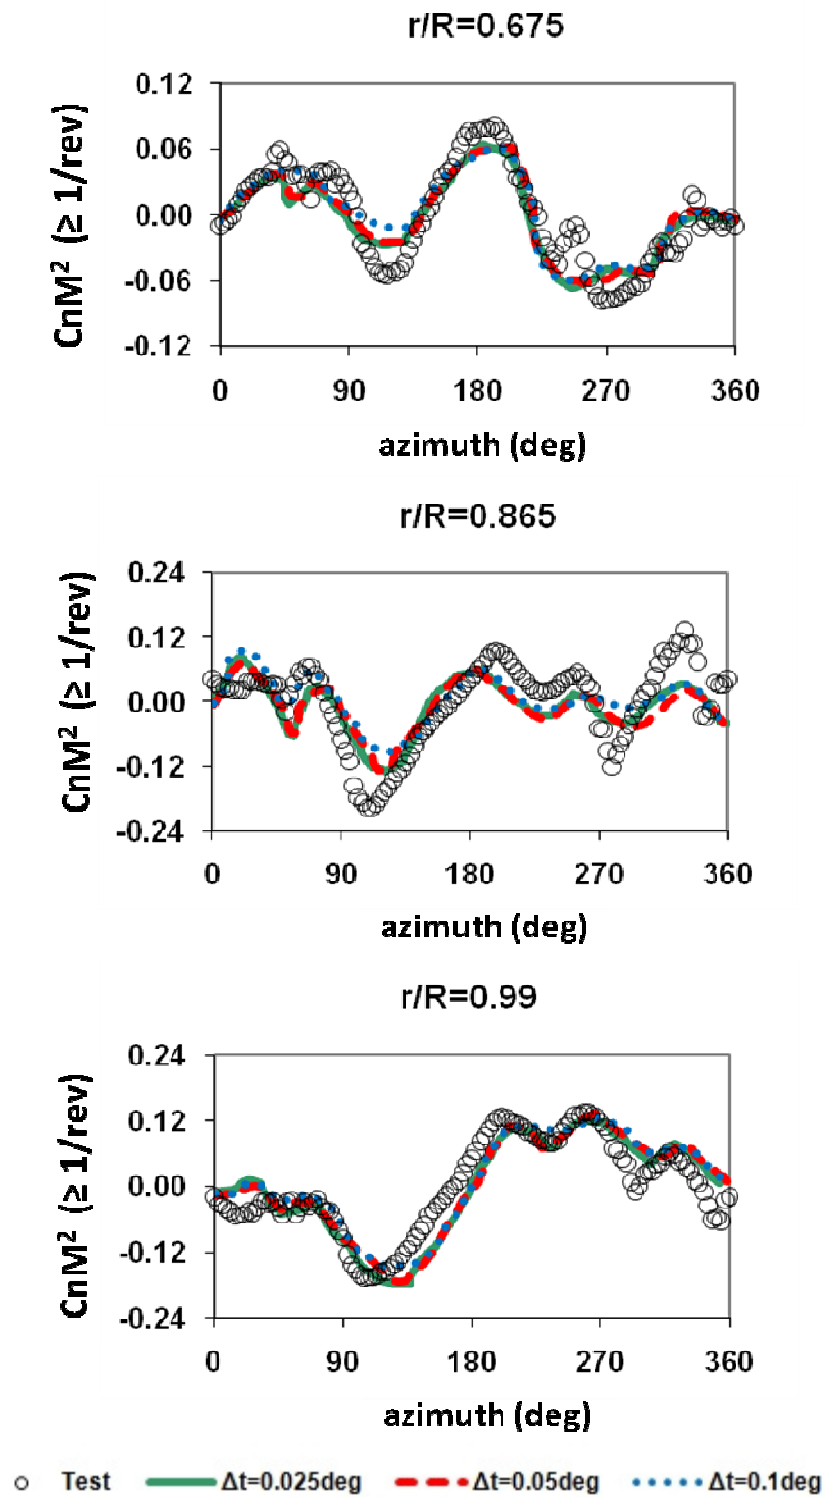 r/R=0.675
0.12
0.06
0.00
-0.06
-0.12
CnM² (≥ 1/rev)
0 90 180 270 360
azimuth (deg)
r/R=0.865
0.24
0.12
0.00
-0.12
-0.24
CnM² (≥ 1/rev)
0 90 180 270 360
azimuth (deg)
r/R=0.99
0.24
0.12
0.00
-0.12
-0.24
CnM² (≥ 1/rev)
0 90 180 270 360
azimuth (deg)
Test Δt=0.025deg Δt=0.05deg Δt=0.1deg